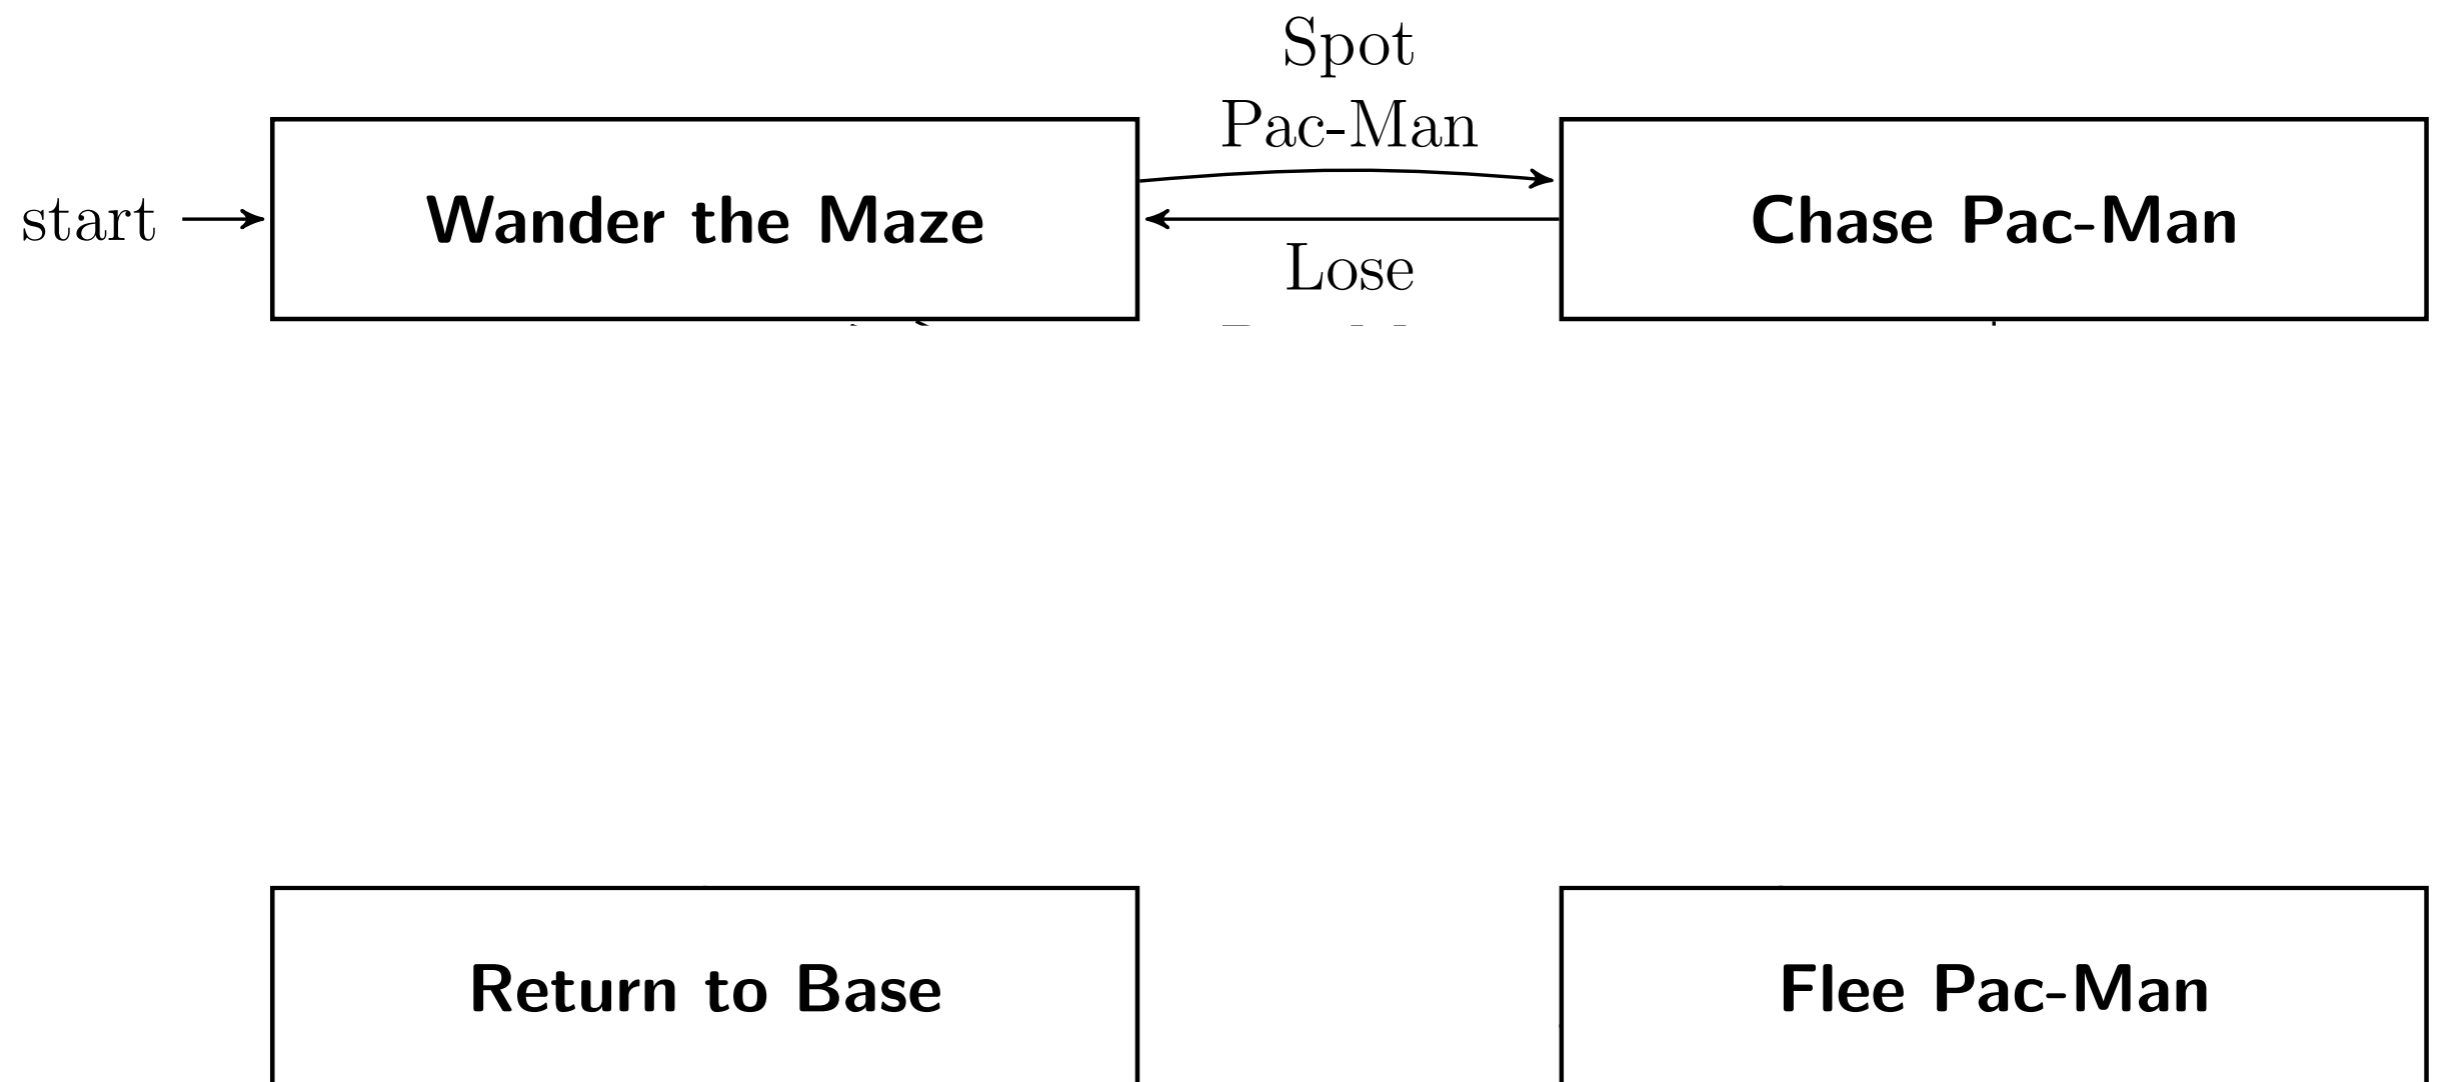 Spot
Pac-Man
start
Wander the Maze
Chase Pac-Man
Lose
Return to Base
Flee Pac-Man